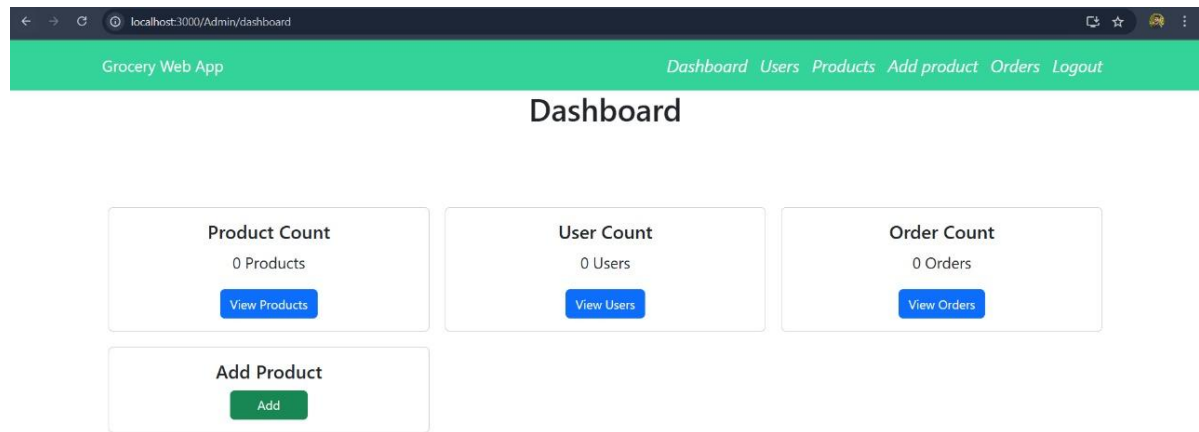 localhost:3000/Admin/dashboard
Grocery Web App Dashboard Users Products Add product Orders Logout
Dashboard
Product Count
0 Products
View Products
User Count
0 Users
View Users
Order Count
0 Orders
View Orders
Add Product
Add